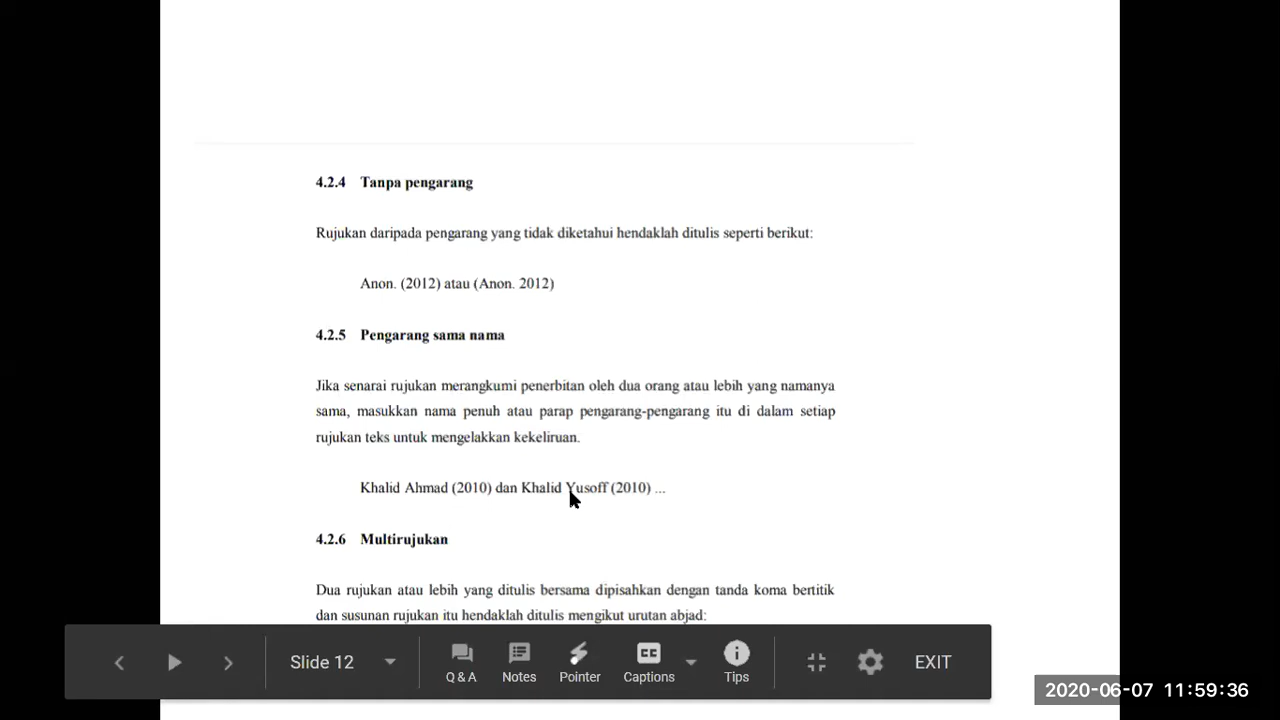 4.2.4 Tanpa pengarang
Rujukan daripada pengarang yang tidak diketahui hendaklah ditulis seperti berikut:
Anon. (2012) atau (Anon. 2012)
4.2.5 Pengarang sama nama
Jika senarai rujukan merangkumi penerbitan oleh dua orang atau lebih yang namanya
sama, masukkan nama penuh atau parap pengarang-pengarang itu di dalam setiap
rujukan teks untuk mengelakkan kekeliruan.
Khalid Ahmad (2010) dan Khalid Yusoff (2010) ...
4.2.6 Multirujukan
Dua rujukan atau lebih yang ditulis bersama dipisahkan dengan tanda koma bertitik
dan susunan rujukan itu hendaklah ditulis mengikut urutan abjad:
Slide 12
Q & A
Notes
Pointer
CC
Captions
Tips
EXIT
2020-06-07 11:59:36